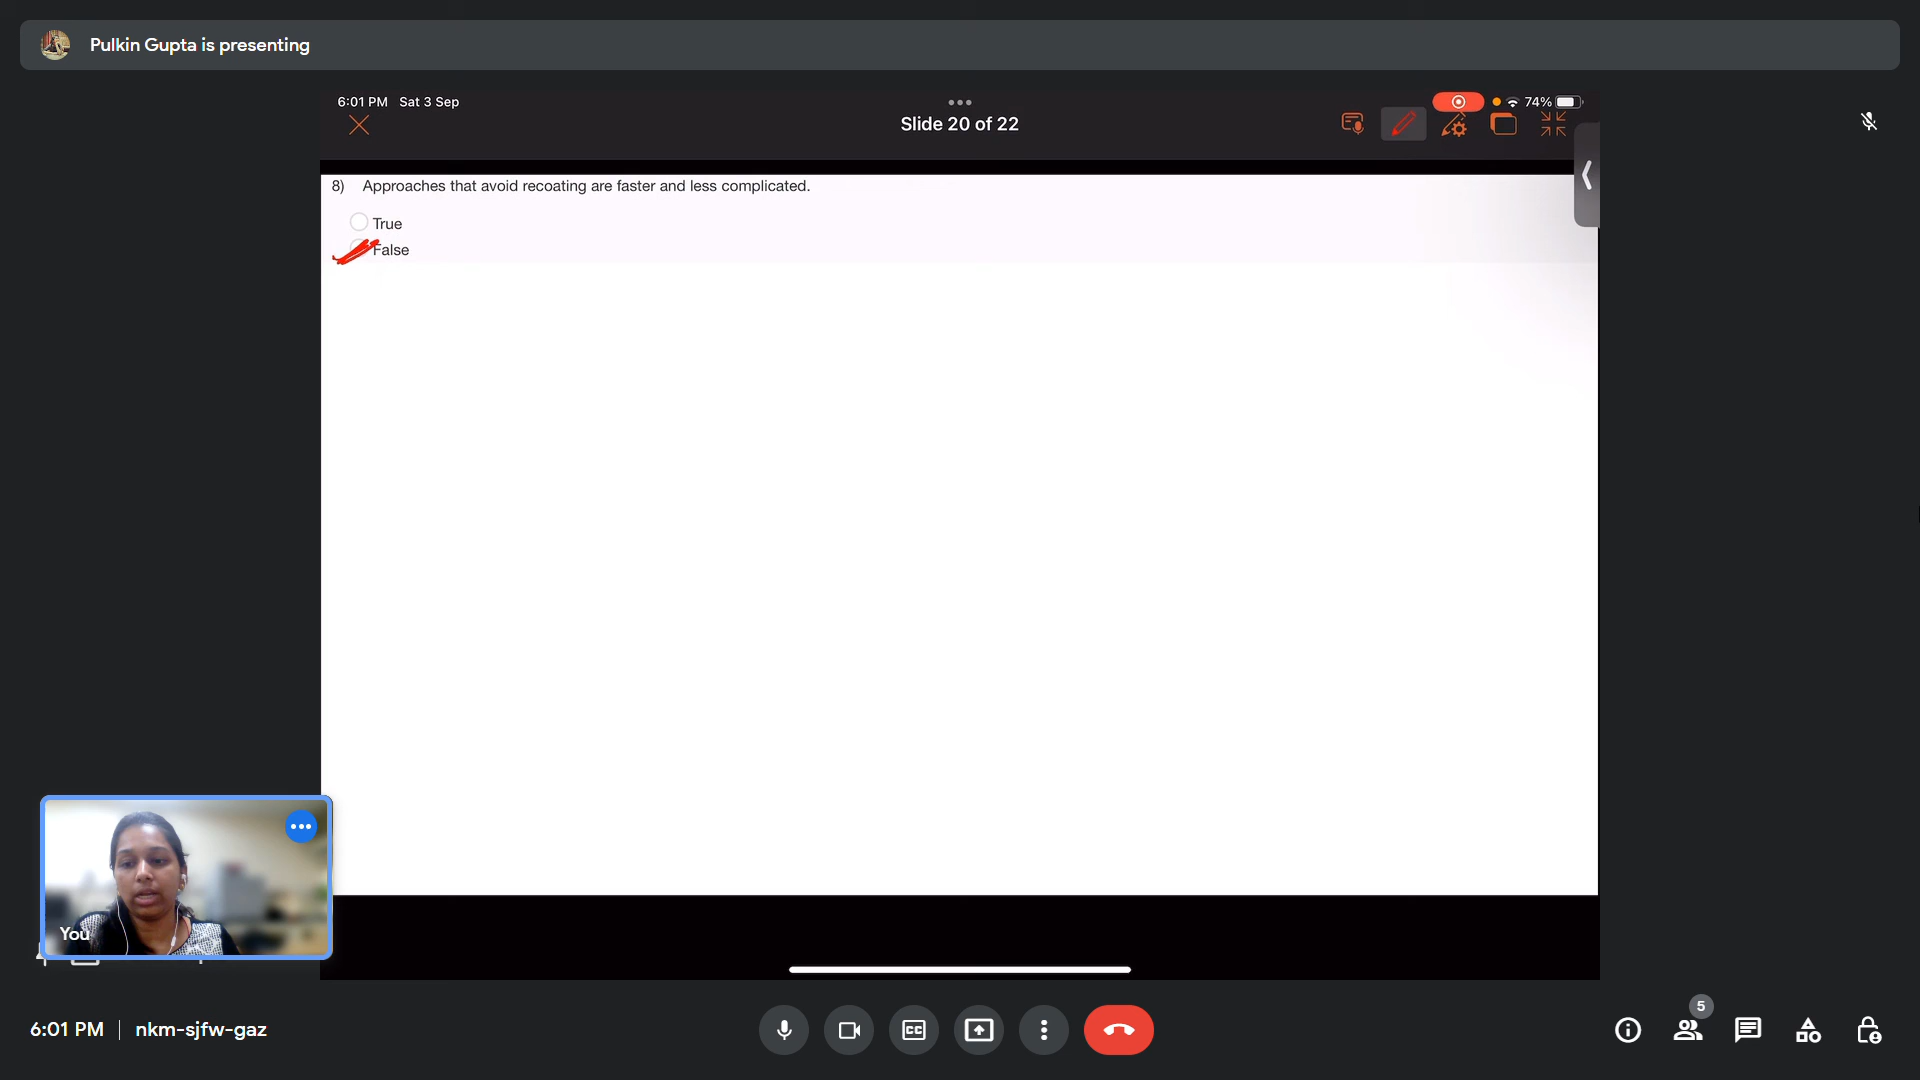 Pulkin Gupta is presenting
6:01 PM Sat 3 Sep
74%
Slide 20 of 22
8) Approaches that avoid recoating are faster and less complicated.
True
False
You
5
6:01 PM | nkm-sjfw-gaz
CC